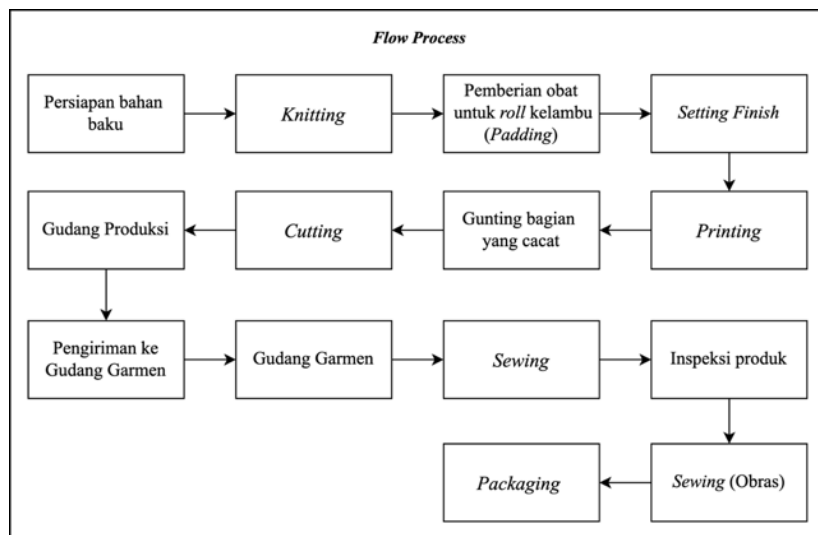 Flow Process
Persiapan bahan
baku
Knitting
Pemberian obat
untuk roll kelambu
(Padding)
Setting Finish
Gudang Produksi
Cutting
Gunting bagian
yang cacat
Printing
Pengiriman ke
Gudang Garmen
Gudang Garmen
Sewing
Inspeksi produk
Packaging
Sewing (Obras)